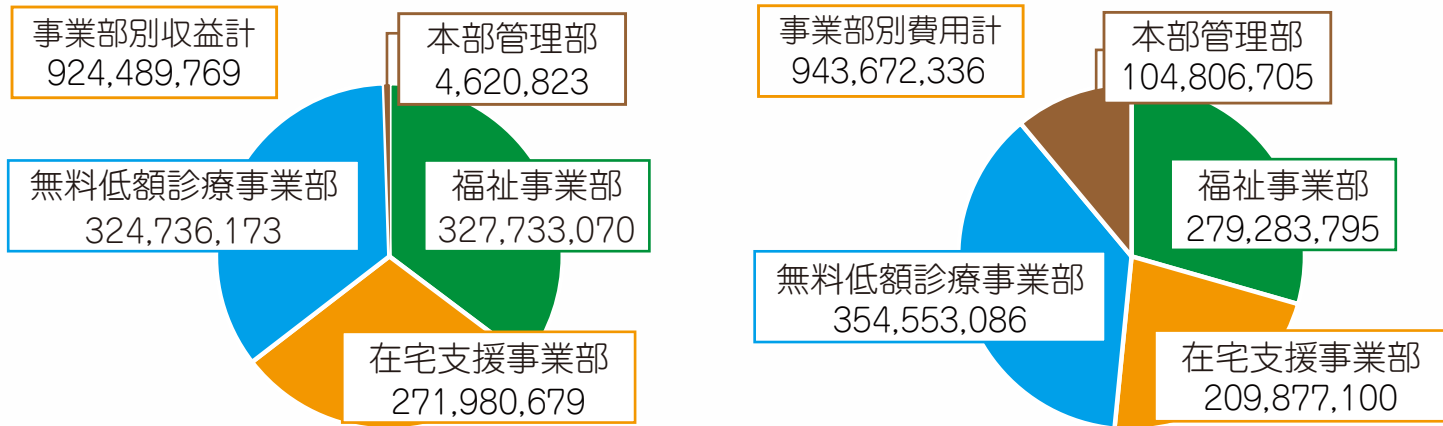 事業部別収益計
924,489,769
本部管理部
4,620,823
無料低額診療事業部
324,736,173
福祉事業部
327,733,070
在宅支援事業部
271,980,679
事業部別費用計
943,672,336
本部管理部
104,806,705
福祉事業部
279,283,795
無料低額診療事業部
354,553,086
在宅支援事業部
209,877,100